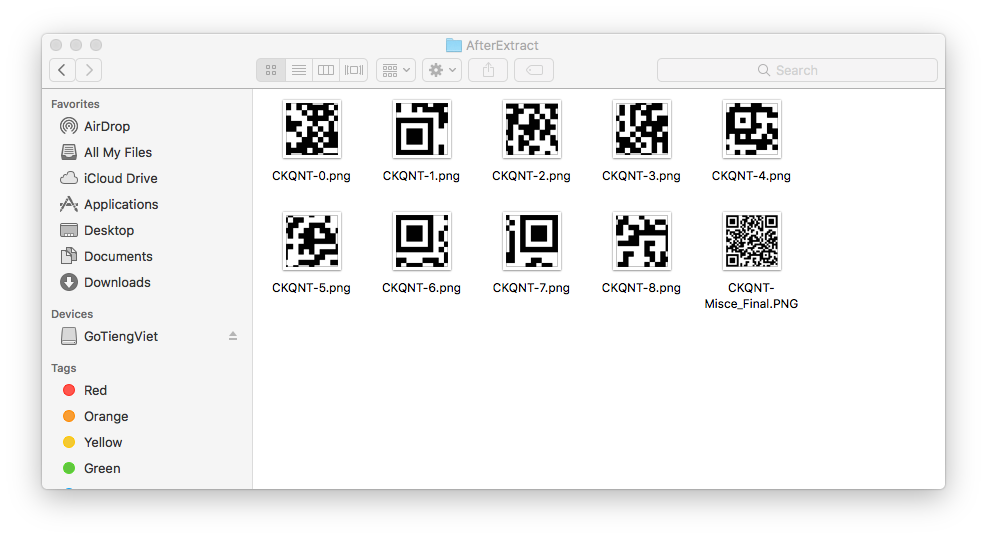 AfterExtract
Search
Favorites
AirDrop
All My Files
iCloud Drive
Applications
Desktop
Documents
Downloads
Devices
GoTiengViet
Tags
Red
Orange
Yellow
Green
CKQNT-0.png
CKQNT-1.png
CKQNT-2.png
CKQNT-3.png
CKQNT-4.png
CKQNT-5.png
CKQNT-6.png
CKQNT-7.png
CKQNT-8.png
CKQNT-
Misce_Final.PNG